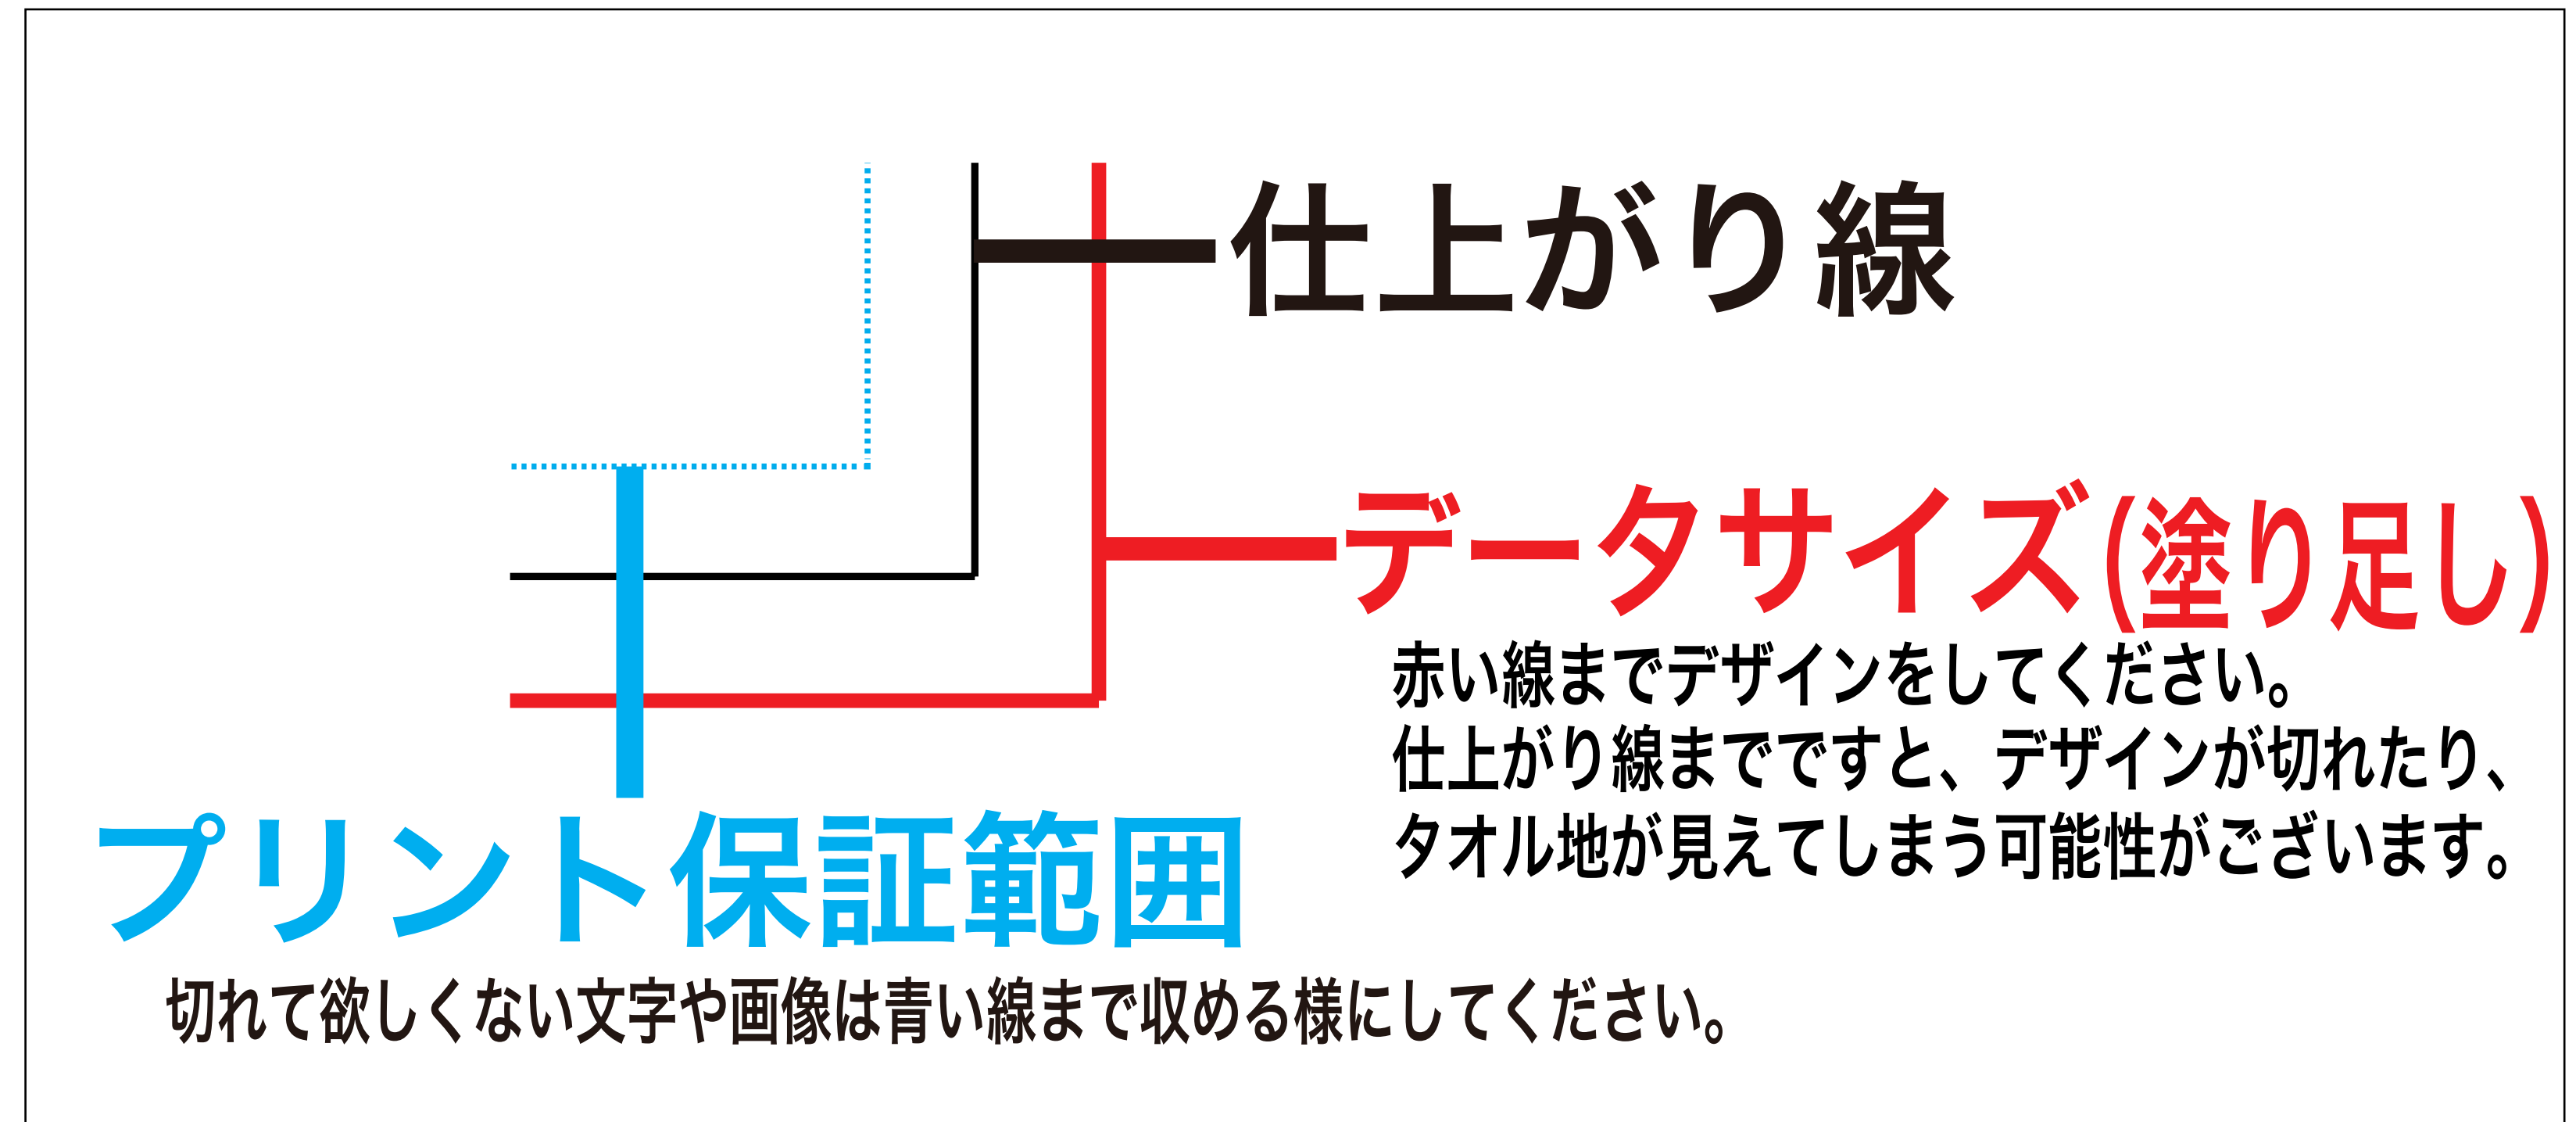 仕上がり線
データサイズ(塗り足し)
赤い線までデザインをしてください。
仕上がり線までですと、デザインが切れたり、
タオル地が見えてしまう可能性がございます。
プリント保証範囲
切れて欲しくない文字や画像は青い線まで収める様にしてください。